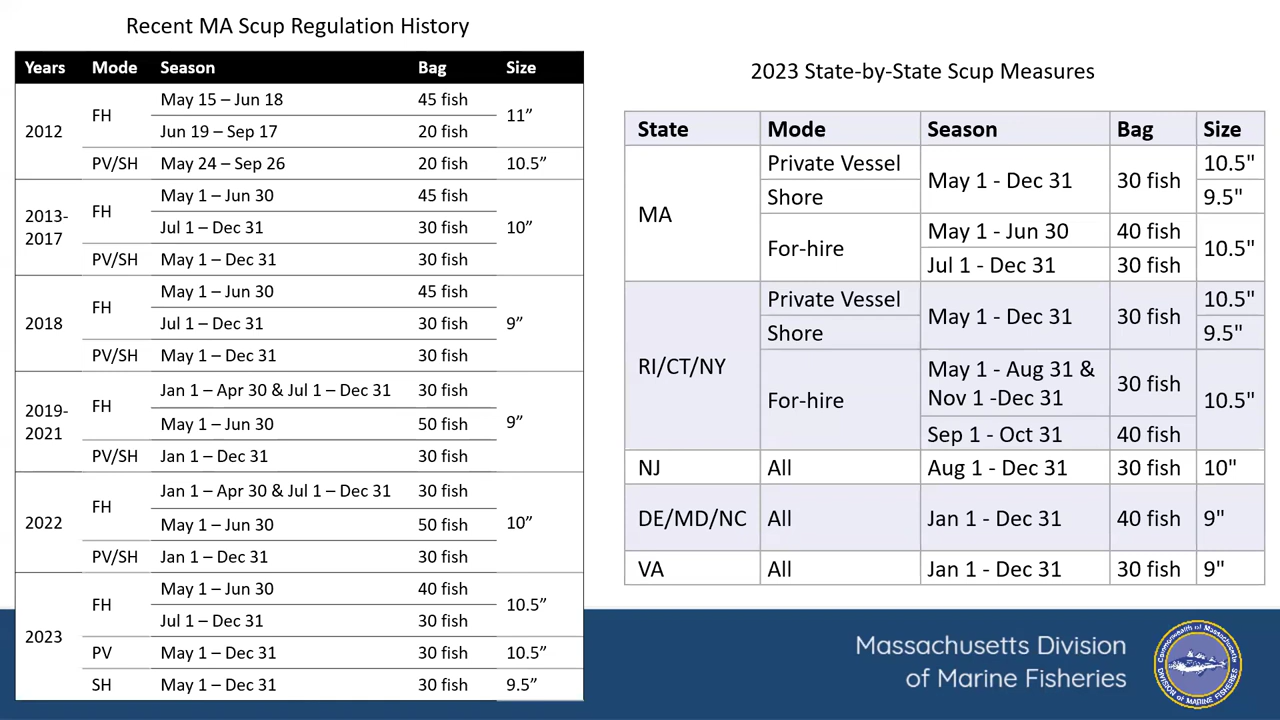 Recent MA Scup Regulation History
Years Mode Season Bag Size
2012 FH May 15 – Jun 18 45 fish 11”
Jun 19 – Sep 17 20 fish
PV/SH May 24 – Sep 26 20 fish 10.5”
2013-2017 FH May 1 – Jun 30 45 fish 10”
Jul 1 – Dec 31 30 fish
PV/SH May 1 – Dec 31 30 fish
2018 FH May 1 – Jun 30 45 fish 9”
Jul 1 – Dec 31 30 fish
PV/SH May 1 – Dec 31 30 fish
2019-2021 FH Jan 1 – Apr 30 & Jul 1 – Dec 31 30 fish 9”
May 1 – Jun 30 50 fish
PV/SH Jan 1 – Dec 31 30 fish
2022 FH Jan 1 – Apr 30 & Jul 1 – Dec 31 30 fish 10”
May 1 – Jun 30 50 fish
PV/SH Jan 1 – Dec 31 30 fish
2023 FH May 1 – Jun 30 40 fish 10.5”
Jul 1 – Dec 31 30 fish
PV May 1 – Dec 31 30 fish 10.5”
SH May 1 – Dec 31 30 fish 9.5”
2023 State-by-State Scup Measures
State Mode Season Bag Size
MA Private Vessel May 1 - Dec 31 30 fish 10.5"
Shore 9.5"
For-hire May 1 - Jun 30 40 fish 10.5"
Jul 1 - Dec 31 30 fish
RI/CT/NY Private Vessel May 1 - Dec 31 30 fish 10.5"
Shore 9.5"
For-hire May 1 - Aug 31 &
Nov 1 -Dec 31 30 fish 10.5"
Sep 1 - Oct 31 40 fish
NJ All Aug 1 - Dec 31 30 fish 10"
DE/MD/NC All Jan 1 - Dec 31 40 fish 9"
VA All Jan 1 - Dec 31 30 fish 9"
Massachusetts Division
of Marine Fisheries
Commonwealth of Massachusetts
DIVISION of MARINE FISHERIES